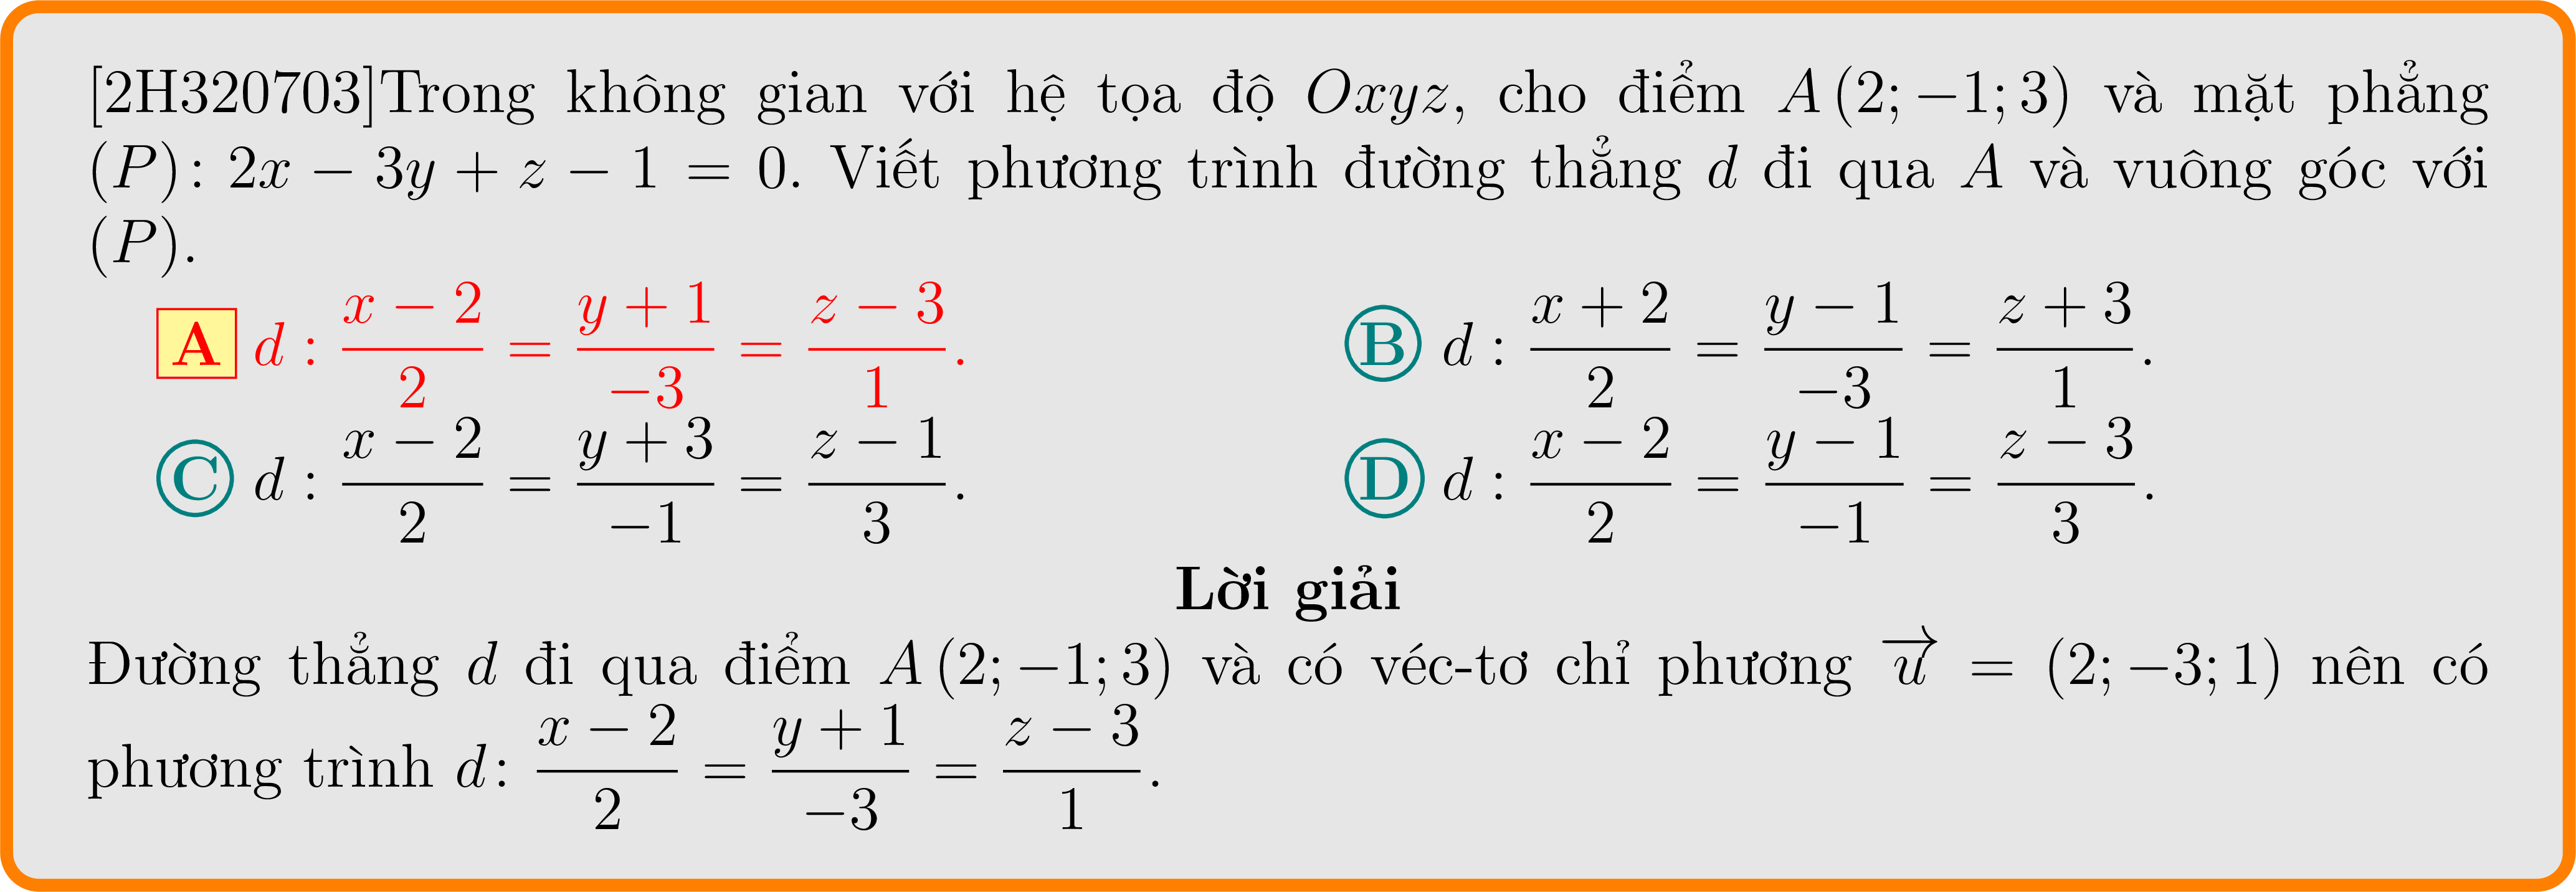 [2H320703]Trong không gian với hệ tọa độ Oxyz, cho điểm A (2; −1; 3) và mặt phẳng
(P): 2x − 3y + z − 1 = 0. Viết phương trình đường thẳng d đi qua A và vuông góc với
(P).
A d : \frac{x − 2}{2} = \frac{y + 1}{−3} = \frac{z − 3}{1}. B d : \frac{x + 2}{2} = \frac{y − 1}{−3} = \frac{z + 3}{1}.
C d : \frac{x − 2}{2} = \frac{y + 3}{−1} = \frac{z − 1}{3}. D d : \frac{x − 2}{2} = \frac{y − 1}{−1} = \frac{z − 3}{3}.
Lời giải
Đường thẳng d đi qua điểm A (2; −1; 3) và có véc-tơ chỉ phương \overrightarrow{u} = (2; −3; 1) nên có
phương trình d: \frac{x − 2}{2} = \frac{y + 1}{−3} = \frac{z − 3}{1}.